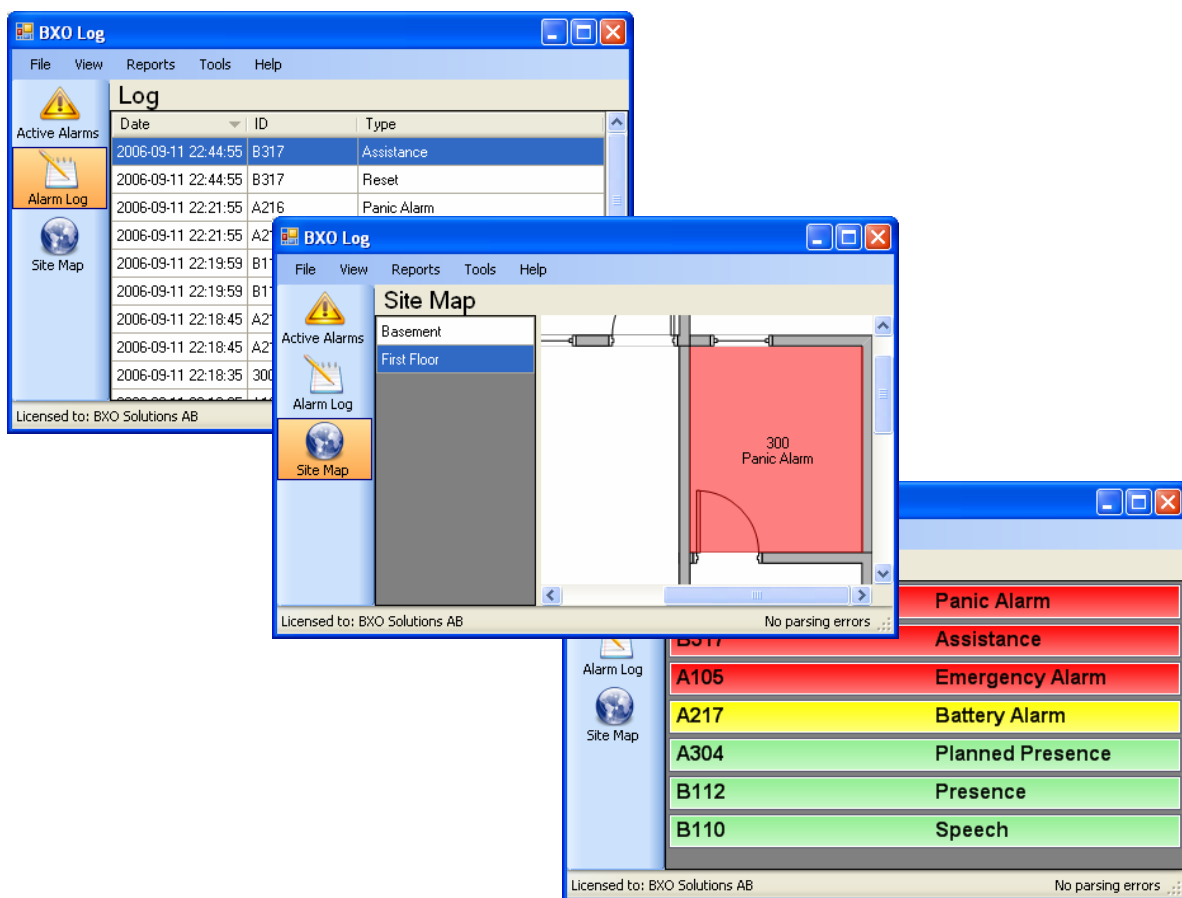 BXO Log
File View Reports Tools Help
Log
Active Alarms
Alarm Log
Site Map
Date ID Type
2006-09-11 22:44:55 B317 Assistance
2006-09-11 22:44:55 B317 Reset
2006-09-11 22:21:55 A216 Panic Alarm
2006-09-11 22:21:55
2006-09-11 22:19:59
2006-09-11 22:19:59
2006-09-11 22:18:45
2006-09-11 22:18:45
2006-09-11 22:18:35 300
Licensed to: BXO Solutions AB
BXO Log
File View Reports Tools Help
Site Map
Active Alarms
Alarm Log
Site Map
Basement
First Floor
300
Panic Alarm
Licensed to: BXO Solutions AB No parsing errors
Alarm Log
Site Map
Panic Alarm
B317 Assistance
A105 Emergency Alarm
A217 Battery Alarm
A304 Planned Presence
B112 Presence
B110 Speech
Licensed to: BXO Solutions AB No parsing errors